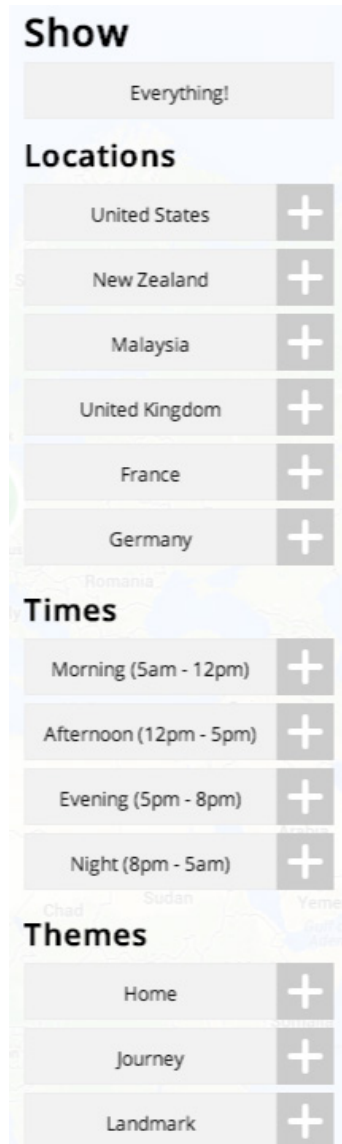 Show
Everything!
Locations
United States
New Zealand
Malaysia
United Kingdom
France
Germany
Romania
Times
Morning (5am - 12pm)
Afternoon (12pm - 5pm)
Evening (5pm - 8pm)
Night (8pm - 5am)
Chad
Sudan
Themes
Home
Journey
Landmark